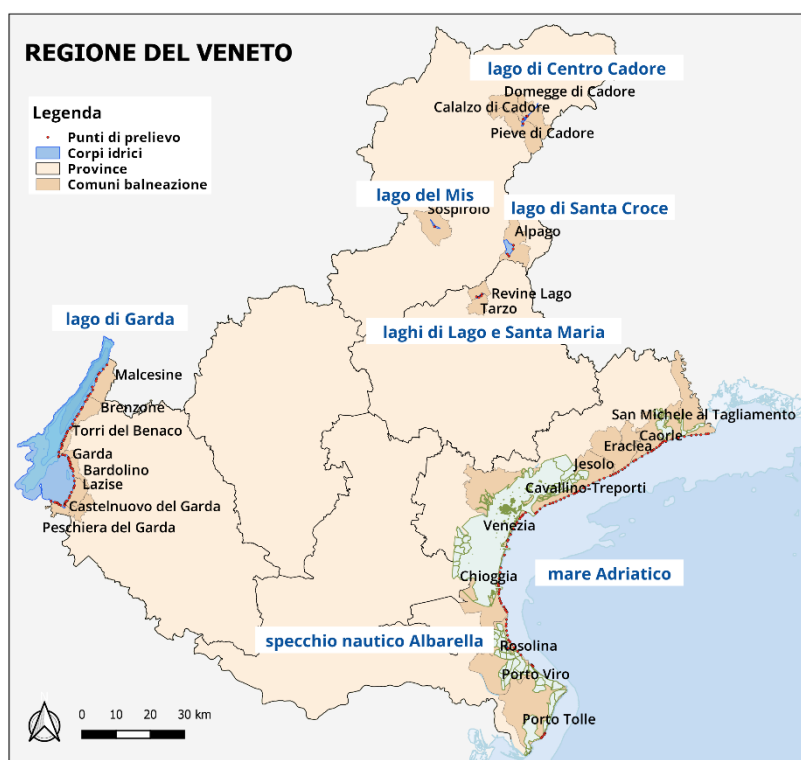 REGIONE DEL VENETO
lago di Centro Cadore
Domegge di Cadore
Calalzo di Cadore
Pieve di Cadore
Legenda
Punti di prelievo
Corpi idrici
Province
Comuni balneazione
lago del Mis
Sospirolo
lago di Santa Croce
Alpago
Revine Lago
Tarzo
laghi di Lago e Santa Maria
lago di Garda
Malcesine
Brenzone
Torri del Benaco
Garda
Bardolino
Lazise
Castelnuovo del Garda
Peschiera del Garda
San Michele al Tagliamento
Caorle
Eraclea
Jesolo
Cavallino-Treporti
Venezia
Chioggia
mare Adriatico
specchio nautico Albarella
Rosolina
Porto Viro
Porto Tolle
N
0 10 20 30 km